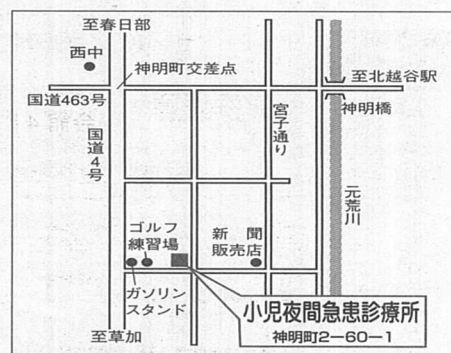 至春日部
西中
神明町交差点
至北越谷駅
国道463号
神明橋
国道4号
宮子通り
元荒川
ゴルフ
練習場
新聞
販売店
ガソリン
スタンド
小児夜間急患診療所
神明町2−60−1
至草加